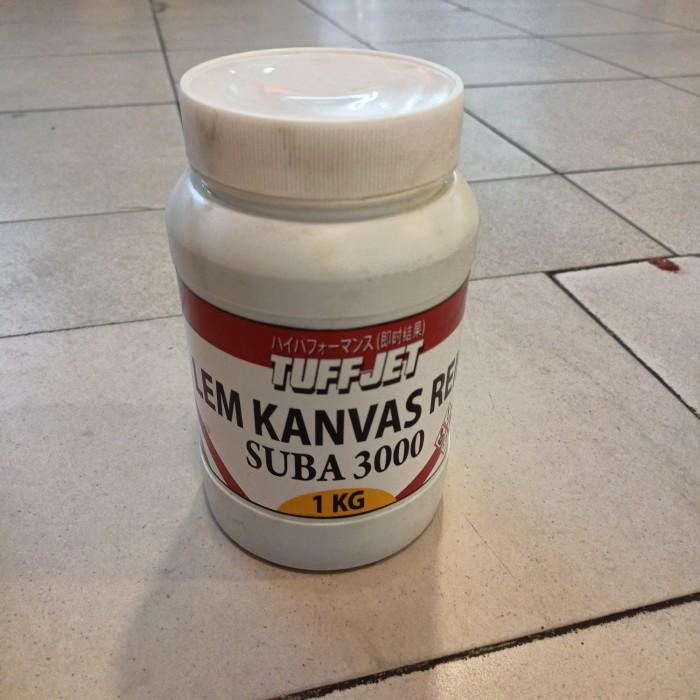 ハイパフォーマンス (即时結果)
TUFFJET
LEM KANVAS
SUBA 3000
1 KG